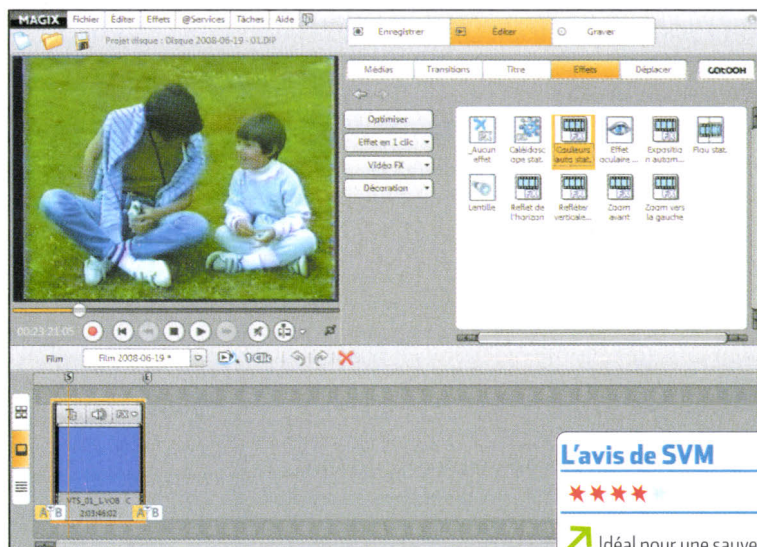 MAGIX Fichier Éditer Effets @Services Tâches Aide
Projet disque : Disque 2008-06-19 - 01.DIP
Enregistrer Éditer Graver
Médias Transitions Titre Effets Déplacer catooh
Optimiser
Effet en 1 clic
Vidéo FX
Décoration
_Aucun effet
Caléidosc ope stat.
Couleurs (auto stat.)
Effet oculaire ...
Expositio n autom...
Flou stat.
Lentille
Reflet de l'horizon
Refléter verticale...
Zoom avant
Zoom vers la gauche
00:23:21:05
Film Film 2008-06-19 *
S E
VTS_01_1.VOB C
2:03:46:02
A B A B
L'avis de SVM
Idéal pour une sauve